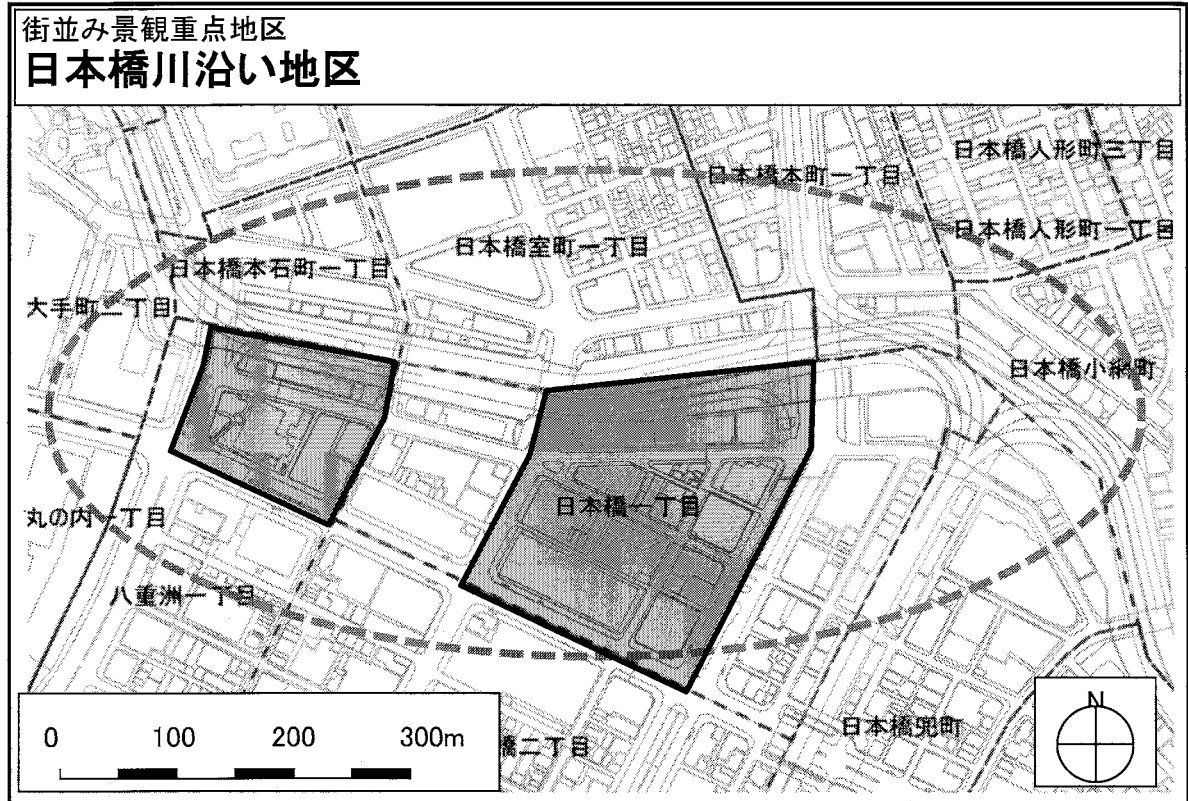 街並み景観重点地区
日本橋川沿い地区
日本橋人形町三丁目
日本橋本町一丁目
日本橋人形町一丁目
日本橋室町一丁目
日本橋本石町一丁目
大手町二丁目
日本橋小網町
日本橋一丁目
丸の内一丁目
八重洲一丁目
日本橋兜町
橋二丁目
0 100 200 300m
N